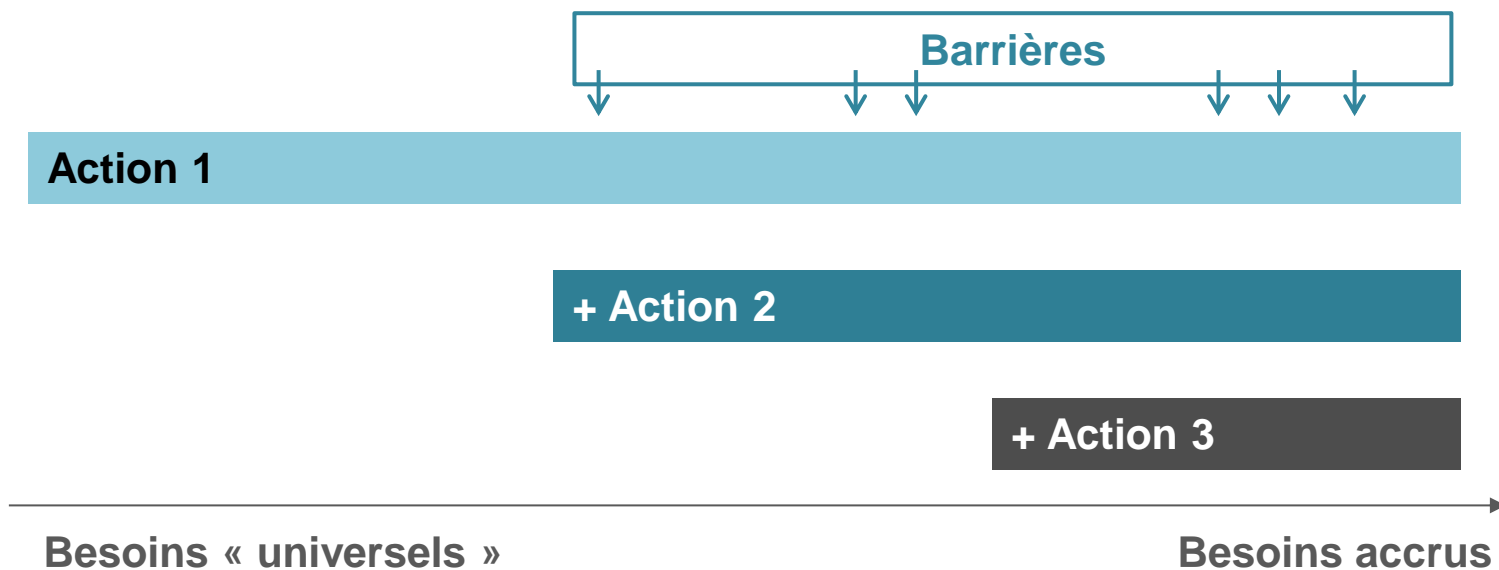 Barrières
Action 1
+ Action 2
+ Action 3
Besoins « universels »
Besoins accrus